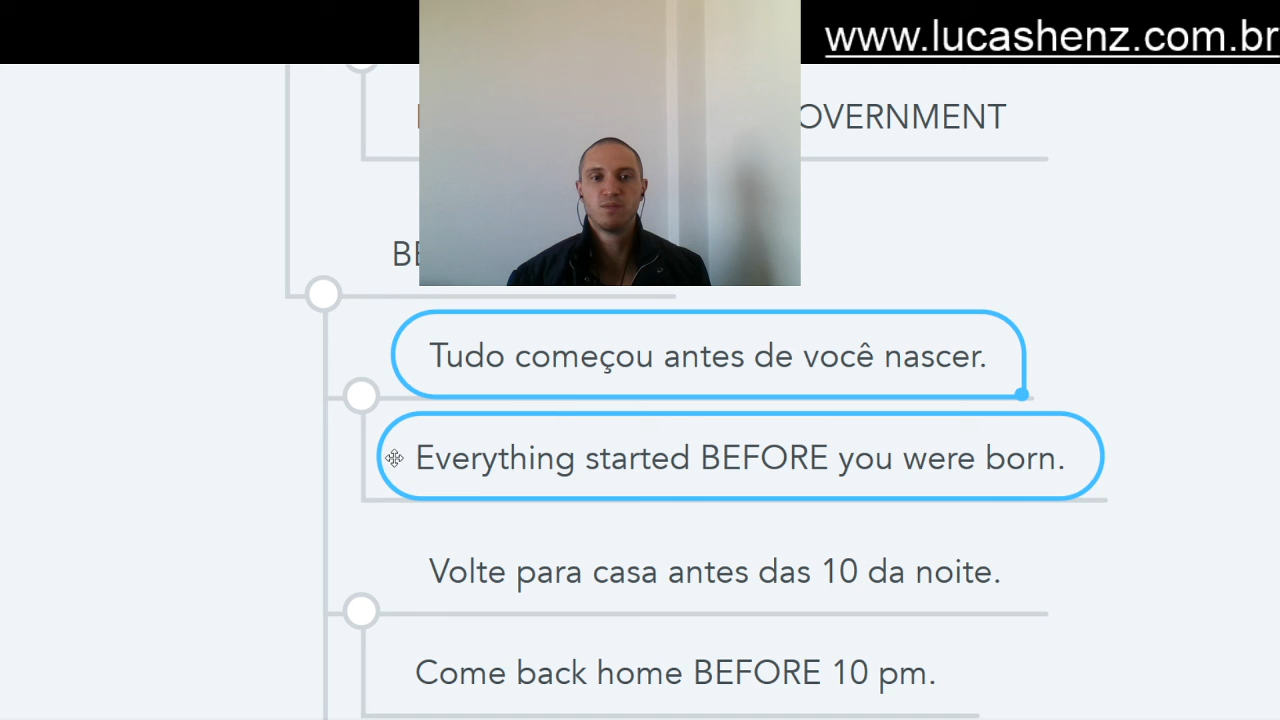 www.lucashenz.com.br
OVERNMENT
BE
Tudo começou antes de você nascer.
Everything started BEFORE you were born.
Volte para casa antes das 10 da noite.
Come back home BEFORE 10 pm.